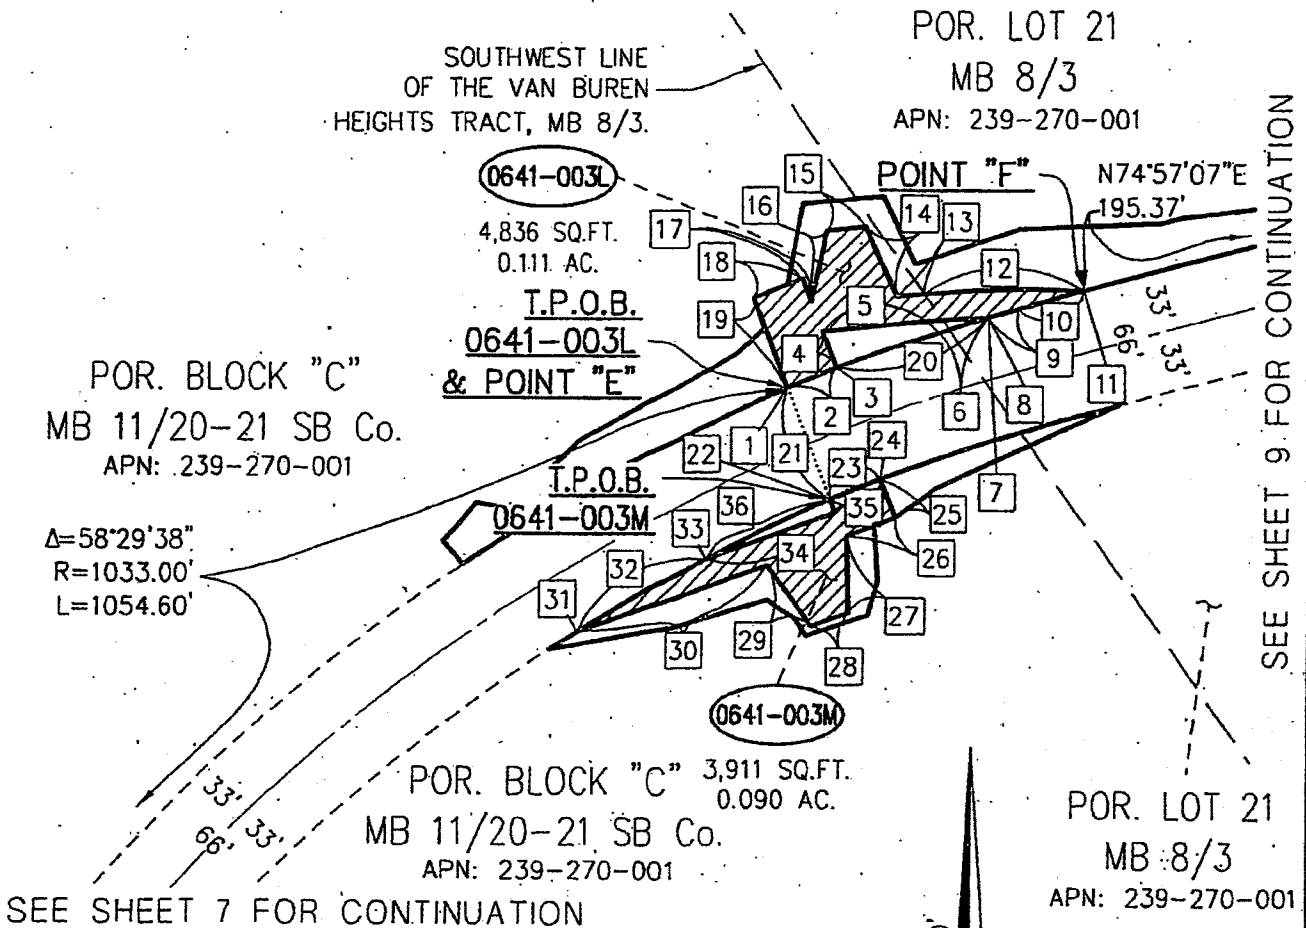 POR. LOT 21
MB 8/3
APN: 239-270-001
SOUTHWEST LINE
OF THE VAN BUREN
HEIGHTS TRACT, MB 8/3.
0641-003L
4,836 SQ.FT.
0.111 AC.
T.P.O.B.
0641-003L
& POINT "E"
POINT "F"
N74°57'07"E
195.37'
SEE SHEET 9 FOR CONTINUATION
15
16
17
18
19
14
13
12
5
4
10
9
11
20
3
2
6
8
7
1
21
22
23
24
25
26
27
28
29
30
31
32
33
34
35
36
33'
66'
33'
POR. BLOCK "C"
MB 11/20-21 SB Co.
APN: 239-270-001
T.P.O.B.
0641-003M
Δ=58°29'38"
R=1033.00'
L=1054.60'
0641-003M
3,911 SQ.FT.
0.090 AC.
33'
66'
33'
POR. BLOCK "C"
MB 11/20-21 SB Co.
APN: 239-270-001
POR. LOT 21
MB 8/3
APN: 239-270-001
SEE SHEET 7 FOR CONTINUATION